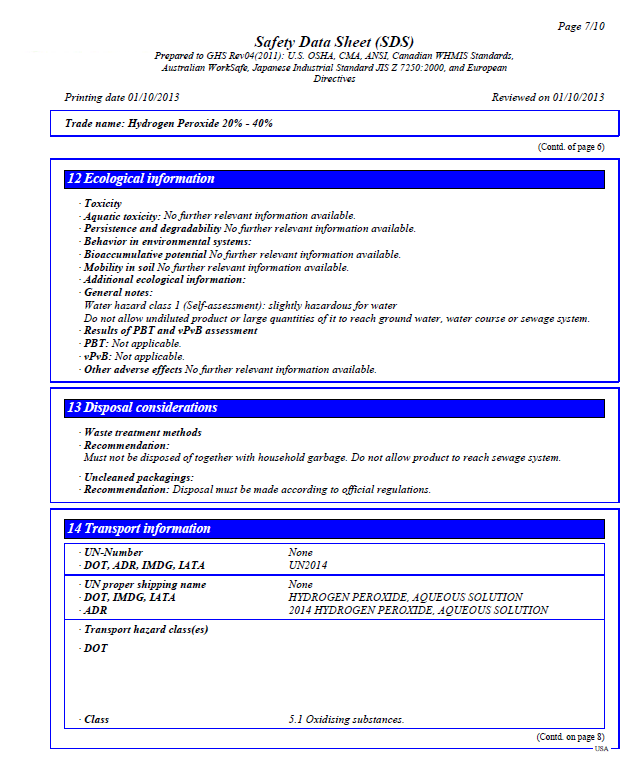 Page 7/10
Safety Data Sheet (SDS)
Prepared to GHS Rev04(2011): U.S. OSHA, CMA, ANSI, Canadian WHMIS Standards,
Australian WorkSafe, Japanese Industrial Standard JIS Z 7250:2000, and European
Directives
Printing date 01/10/2013 Reviewed on 01/10/2013
Trade name: Hydrogen Peroxide 20% - 40%
(Contd. of page 6)
12 Ecological information
· Toxicity
· Aquatic toxicity: No further relevant information available.
· Persistence and degradability No further relevant information available.
· Behavior in environmental systems:
· Bioaccumulative potential No further relevant information available.
· Mobility in soil No further relevant information available.
· Additional ecological information:
· General notes:
Water hazard class 1 (Self-assessment): slightly hazardous for water
Do not allow undiluted product or large quantities of it to reach ground water, water course or sewage system.
· Results of PBT and vPvB assessment
· PBT: Not applicable.
· vPvB: Not applicable.
· Other adverse effects No further relevant information available.
13 Disposal considerations
· Waste treatment methods
· Recommendation:
Must not be disposed of together with household garbage. Do not allow product to reach sewage system.
· Uncleaned packagings:
· Recommendation: Disposal must be made according to official regulations.
14 Transport information
· UN-Number None
· DOT, ADR, IMDG, IATA UN2014
· UN proper shipping name None
· DOT, IMDG, IATA HYDROGEN PEROXIDE, AQUEOUS SOLUTION
· ADR 2014 HYDROGEN PEROXIDE, AQUEOUS SOLUTION
· Transport hazard class(es)
· DOT
· Class 5.1 Oxidising substances.
(Contd. on page 8)
USA